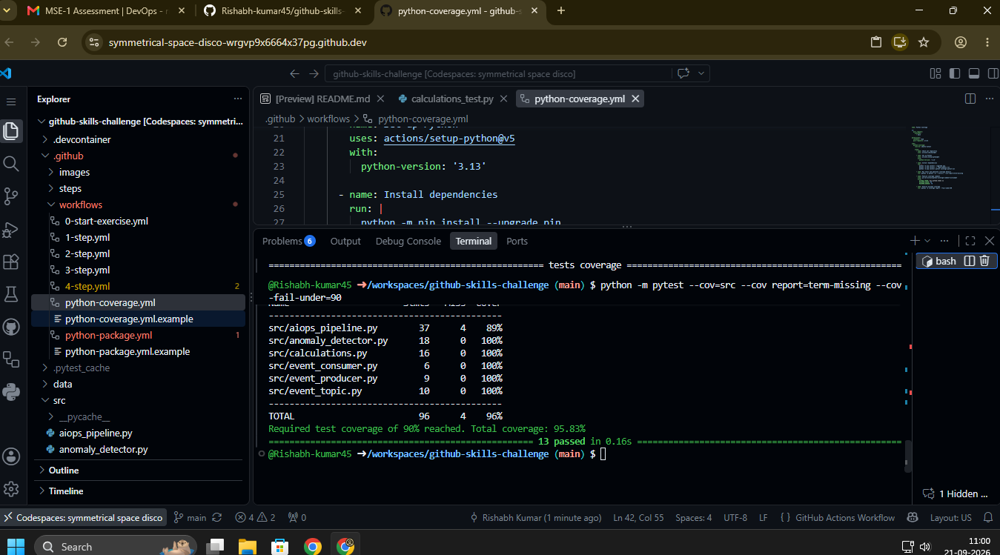 MSE-1 Assessment | DevOps - r
Rishabh-kumar45/github-skills-
python-coverage.yml - github-s
symmetrical-space-disco-wrgvp9x6664x37pg.github.dev
github-skills-challenge [Codespaces: symmetrical space disco]
Explorer
github-skills-challenge [Codespaces: symmetri...
.devcontainer
.github
images
steps
workflows
0-start-exercise.yml
1-step.yml
2-step.yml
3-step.yml
4-step.yml 2
python-coverage.yml
python-coverage.yml.example
python-package.yml 1
python-package.yml.example
.pytest_cache
data
src
__pycache__
aiops_pipeline.py
anomaly_detector.py
Outline
Timeline
[Preview] README.md
calculations_test.py
python-coverage.yml
.github > workflows > python-coverage.yml
20 name: Set up Python
21 uses: actions/setup-python@v5
22 with:
23 python-version: '3.13'
24
25 - name: Install dependencies
26 run: |
27 python -m pip install --upgrade pip
Problems 6 Output Debug Console Terminal Ports
bash
tests coverage
@Rishabh-kumar45 ➜/workspaces/github-skills-challenge (main) $ python -m pytest --cov=src --cov report=term-missing --cov
-fail-under=90
Name Stmts Miss Cover
---------------------------------------------
src/aiops_pipeline.py 37 4 89%
src/anomaly_detector.py 18 0 100%
src/calculations.py 16 0 100%
src/event_consumer.py 6 0 100%
src/event_producer.py 9 0 100%
src/event_topic.py 10 0 100%
---------------------------------------------
TOTAL 96 4 96%
Required test coverage of 90% reached. Total coverage: 95.83%
13 passed in 0.16s
@Rishabh-kumar45 ➜/workspaces/github-skills-challenge (main) $
1 Hidden ...
Codespaces: symmetrical space disco main 4 2 0 Rishabh Kumar (1 minute ago) Ln 42, Col 55 Spaces: 4 UTF-8 LF { } GitHub Actions Workflow Layout: US
Search
11:00
21-09-2026